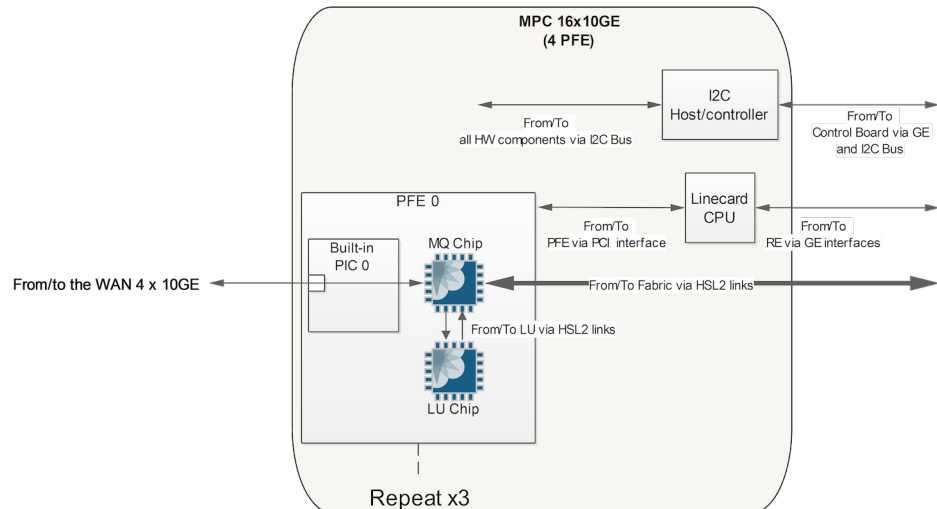 MPC 16x10GE
(4 PFE)
I2C
Host/controller
From/To
all HW components via I2C Bus
From/To
Control Board via GE
and I2C Bus
PFE 0
Linecard
CPU
From/To
PFE via PCI interface
From/To
RE via GE interfaces
Built-in
PIC 0
MQ Chip
From/to the WAN 4 x 10GE
From/To Fabric via HSL2 links
From/To LU via HSL2 links
LU Chip
Repeat x3